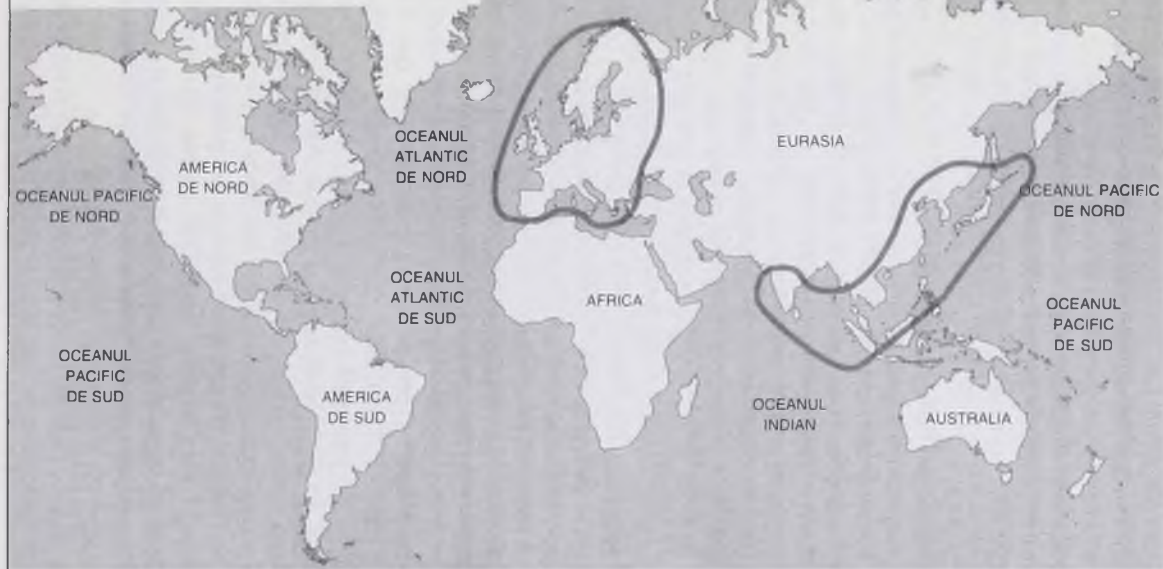 OCEANUL
ATLANTIC
DE NORD
EURASIA
AMERICA
DE NORD
OCEANUL PACIFIC
DE NORD
OCEANUL PACIFIC
DE NORD
OCEANUL
ATLANTIC
DE SUD
AFRICA
OCEANUL
PACIFIC
DE SUD
OCEANUL
PACIFIC
DE SUD
AMERICA
DE SUD
OCEANUL
INDIAN
AUSTRALIA